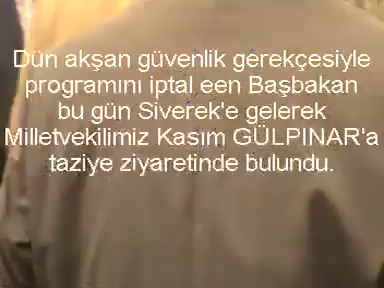 Dün akşan güvenlik gerekçesiyle
programını iptal een Başbakan
bu gün Siverek'e gelerek
Milletvekilimiz Kasım GÜLPINAR'a
taziye ziyaretinde bulundu.